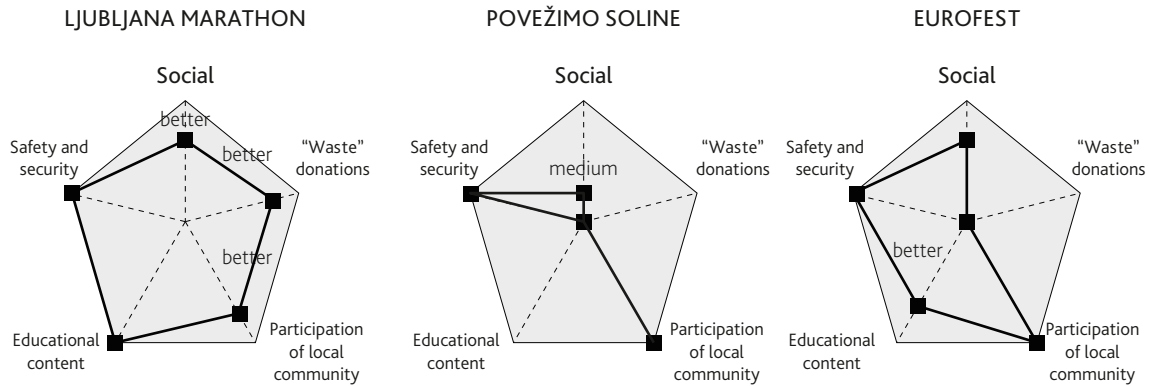 LJUBLJANA MARATHON
Social
better
better
Safety and
security
"Waste"
donations
better
Educational
content
Participation
of local
community
POVEŽIMO SOLINE
Social
Safety and
security
"Waste"
donations
medium
Educational
content
Participation
of local
community
EUROFEST
Social
Safety and
security
"Waste"
donations
better
Educational
content
Participation
of local
community